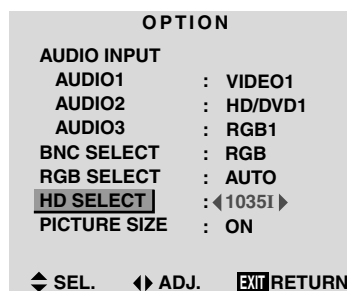 OPTION
AUDIO INPUT
AUDIO1 : VIDEO1
AUDIO2 : HD/DVD1
AUDIO3 : RGB1
BNC SELECT : RGB
RGB SELECT : AUTO
HD SELECT : 1035I
PICTURE SIZE : ON
SEL. ADJ. EXIT RETURN